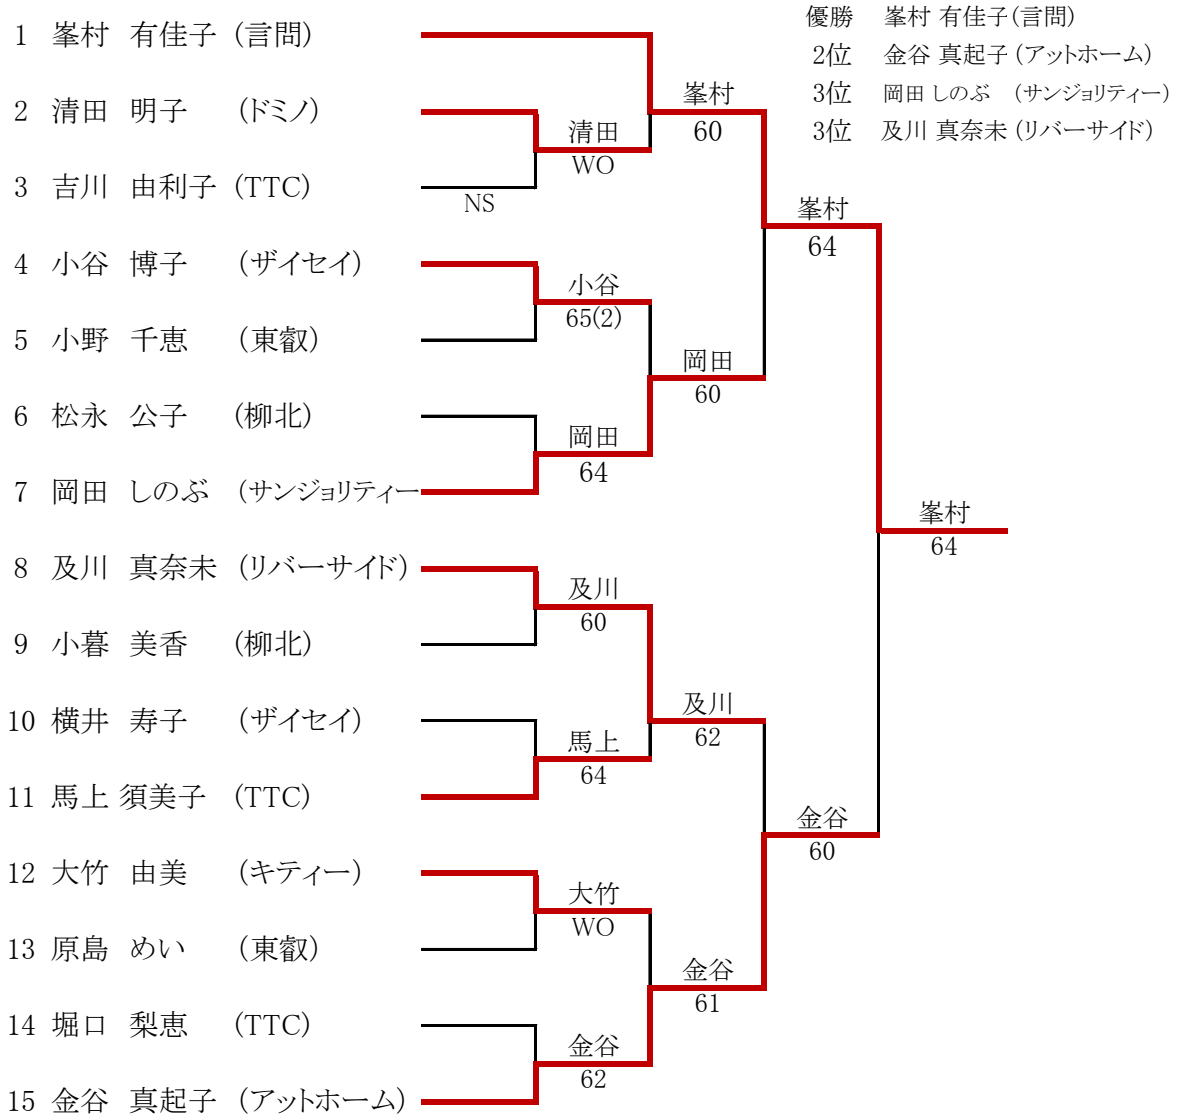 優勝 峯村 有佳子(言問)
2位 金谷 真起子 (アットホーム)
3位 岡田 しのぶ (サンジョリティー)
3位 及川 真奈未 (リバーサイド)
1 峯村 有佳子 (言問)
2 清田 明子 (ドミノ)
3 吉川 由利子 (TTC)
4 小谷 博子 (ザイセイ)
5 小野 千恵 (東叡)
6 松永 公子 (柳北)
7 岡田 しのぶ (サンジョリティー
8 及川 真奈未 (リバーサイド)
9 小暮 美香 (柳北)
10 横井 寿子 (ザイセイ)
11 馬上 須美子 (TTC)
12 大竹 由美 (キティー)
13 原島 めい (東叡)
14 堀口 梨恵 (TTC)
15 金谷 真起子 (アットホーム)
NS
清田
WO
小谷
65(2)
岡田
64
及川
60
馬上
64
大竹
WO
金谷
62
峯村
60
岡田
60
及川
62
金谷
61
峯村
64
金谷
60
峯村
64